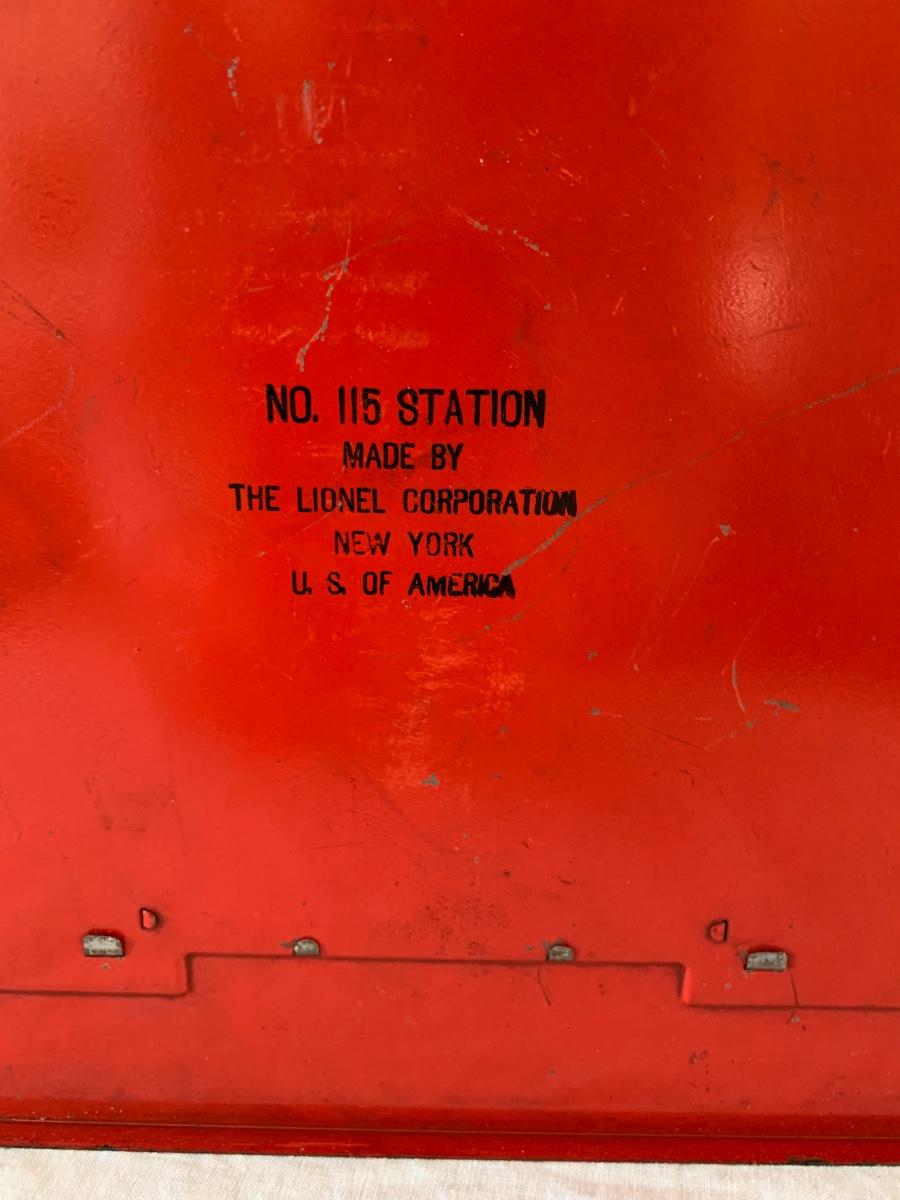 NO. 115 STATION
MADE BY
THE LIONEL CORPORATION
NEW YORK
U. S. OF AMERICA